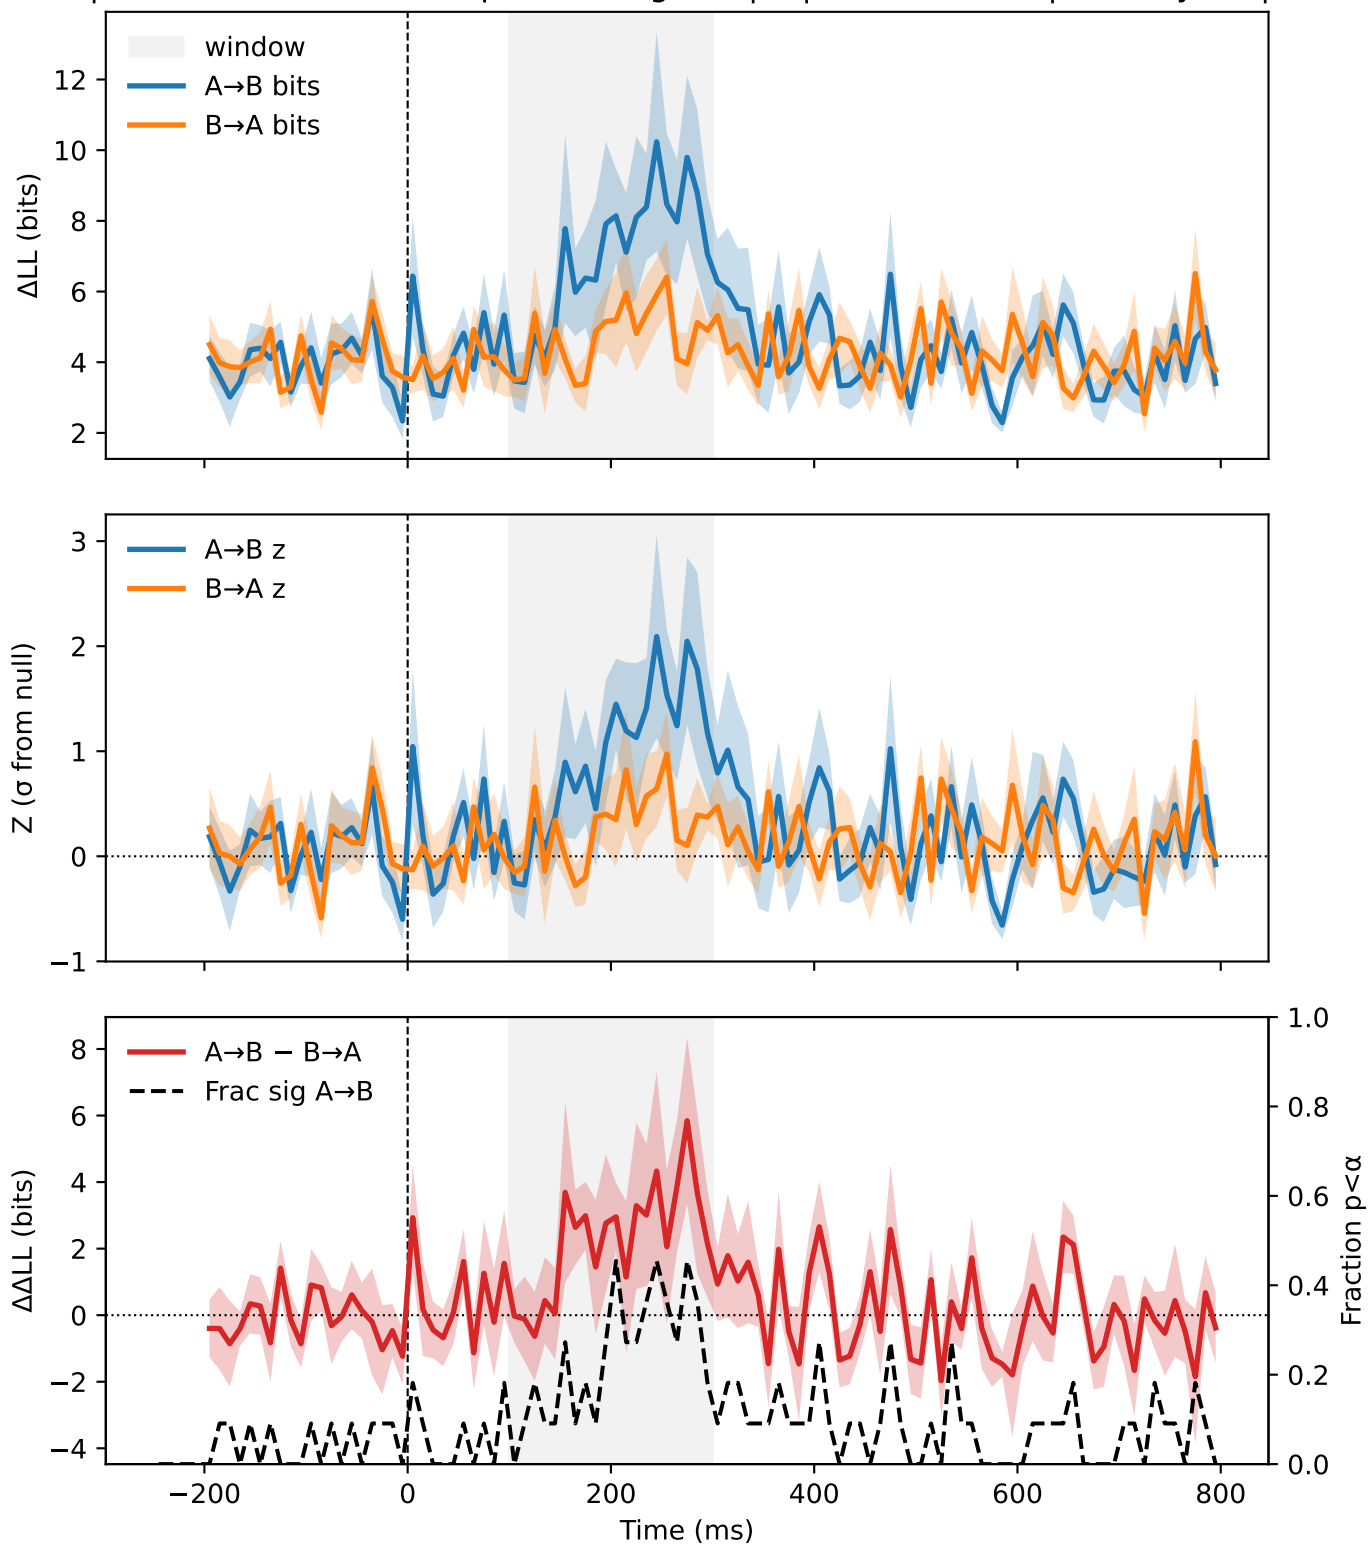 window
A→B bits
B→A bits
12
10
8
6
4
2
ΔLL (bits)
A→B z
B→A z
3
2
1
0
−1
Z (σ from null)
A→B − B→A
Frac sig A→B
8
6
4
2
0
−2
−4
ΔΔLL (bits)
1.0
0.8
0.6
0.4
0.2
0.0
Fraction p<α
−200 0 200 400 600 800
Time (ms)